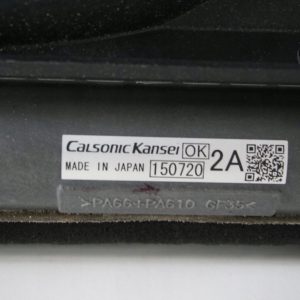 Calsonic Kansei OK 2A
MADE IN JAPAN 150720
>PA66+PA610 GF35<